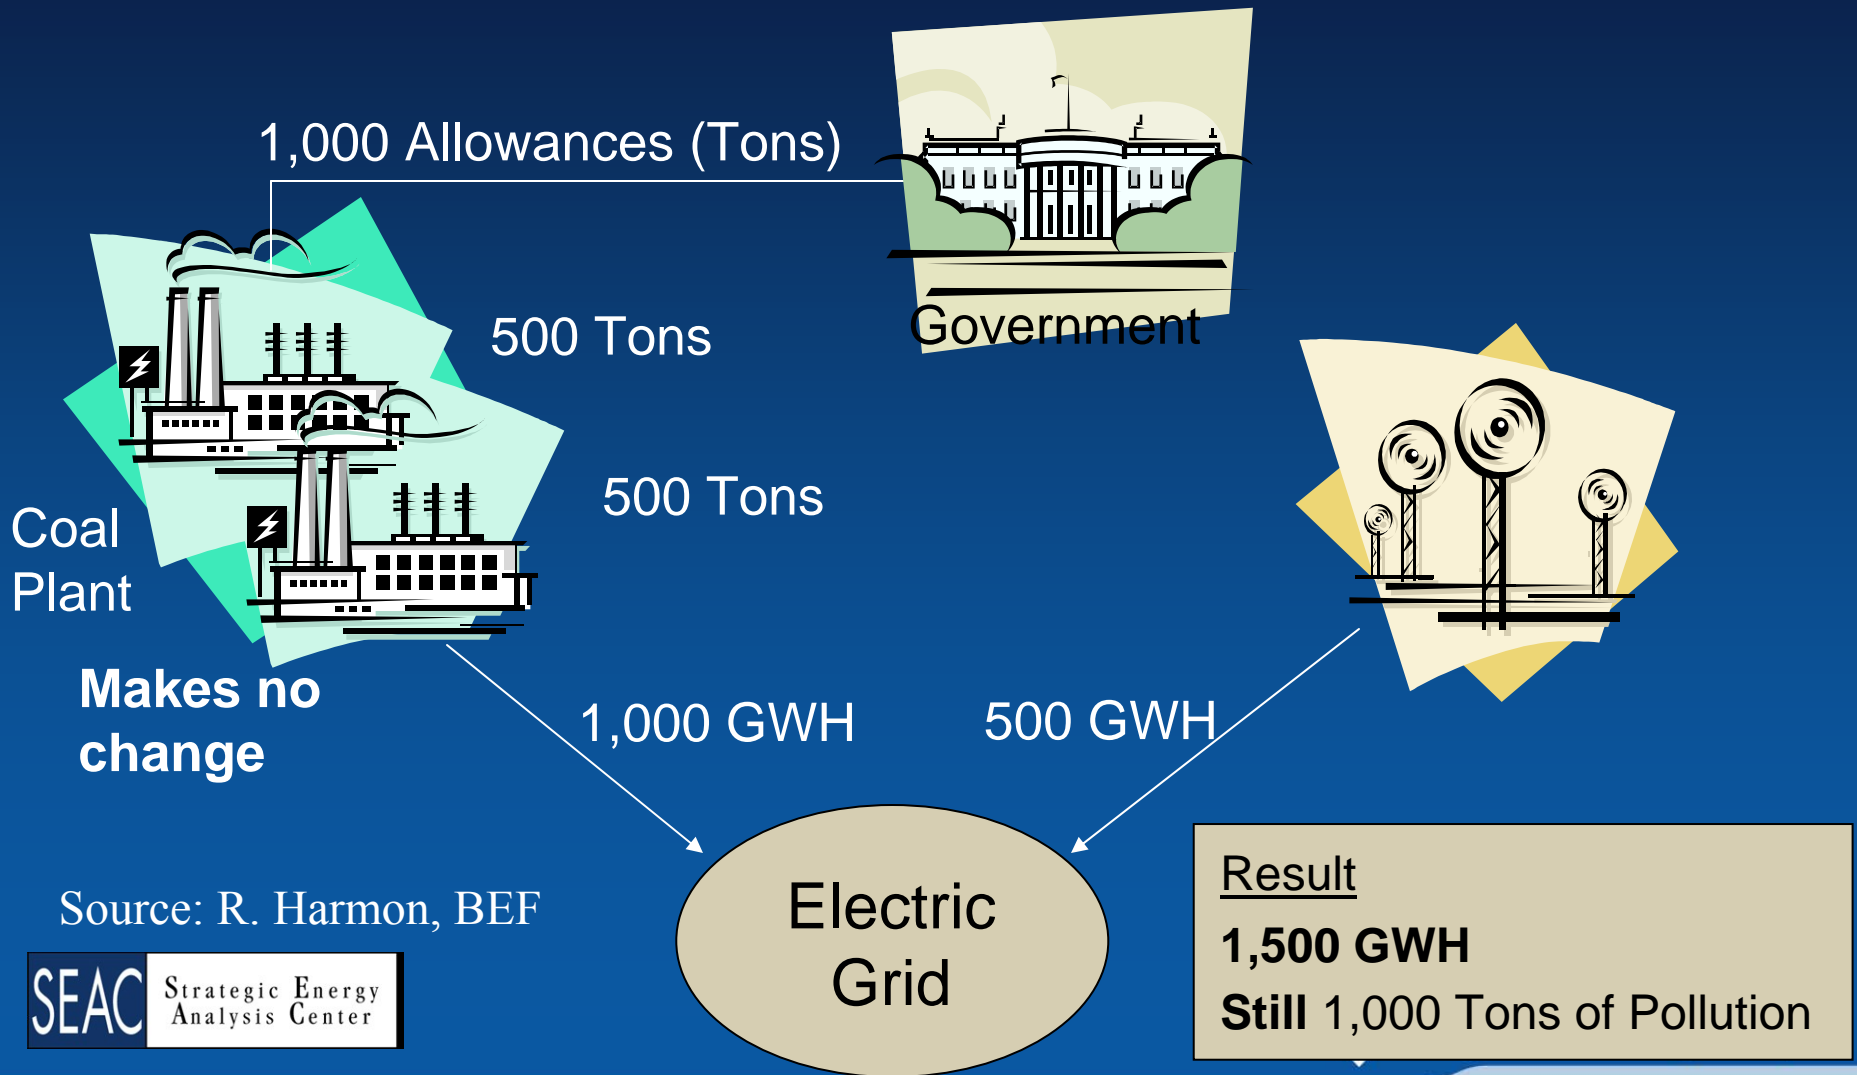 1,000 Allowances (Tons)
Government
500 Tons
500 Tons
Coal
Plant
Makes no
change
1,000 GWH
500 GWH
Electric
Grid
Result
1,500 GWH
Still 1,000 Tons of Pollution
Source: R. Harmon, BEF
SEAC
Strategic Energy
Analysis Center